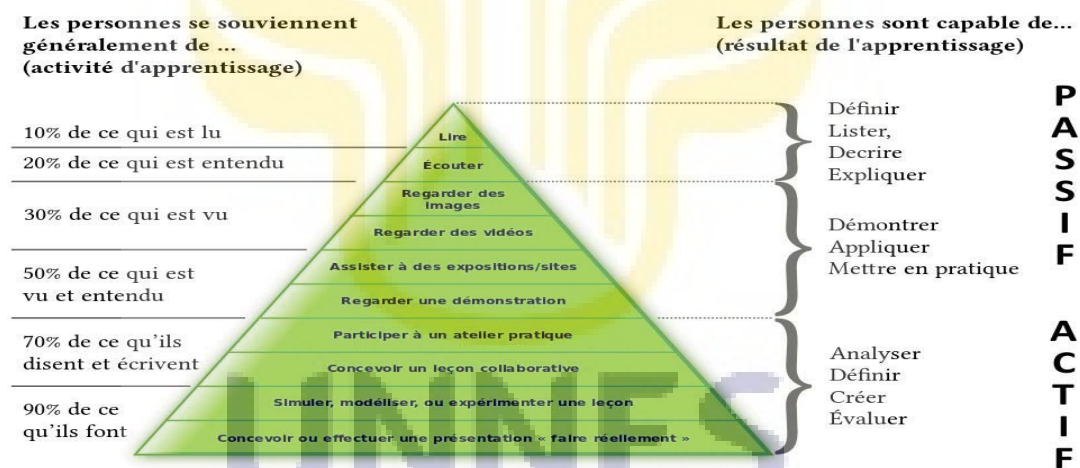 Les personnes se souviennent
généralement de ...
(activité d'apprentissage)
10% de ce qui est lu
20% de ce qui est entendu
30% de ce qui est vu
50% de ce qui est
vu et entendu
70% de ce qu'ils
disent et écrivent
90% de ce
qu'ils font
Lire
Écouter
Regarder des
images
Regarder des vidéos
Assister à des expositions/sites
Regarder une démonstration
Participer à un atelier pratique
Concevoir un leçon collaborative
Simuler, modéliser, ou expérimenter une leçon
Concevoir ou effectuer une présentation « faire réellement »
Les personnes sont capable de...
(résultat de l'apprentissage)
Définir
Lister,
Decrire
Expliquer
Démontrer
Appliquer
Mettre en pratique
Analyser
Définir
Créer
Évaluer
PASSIF
ACTIF
UNNES